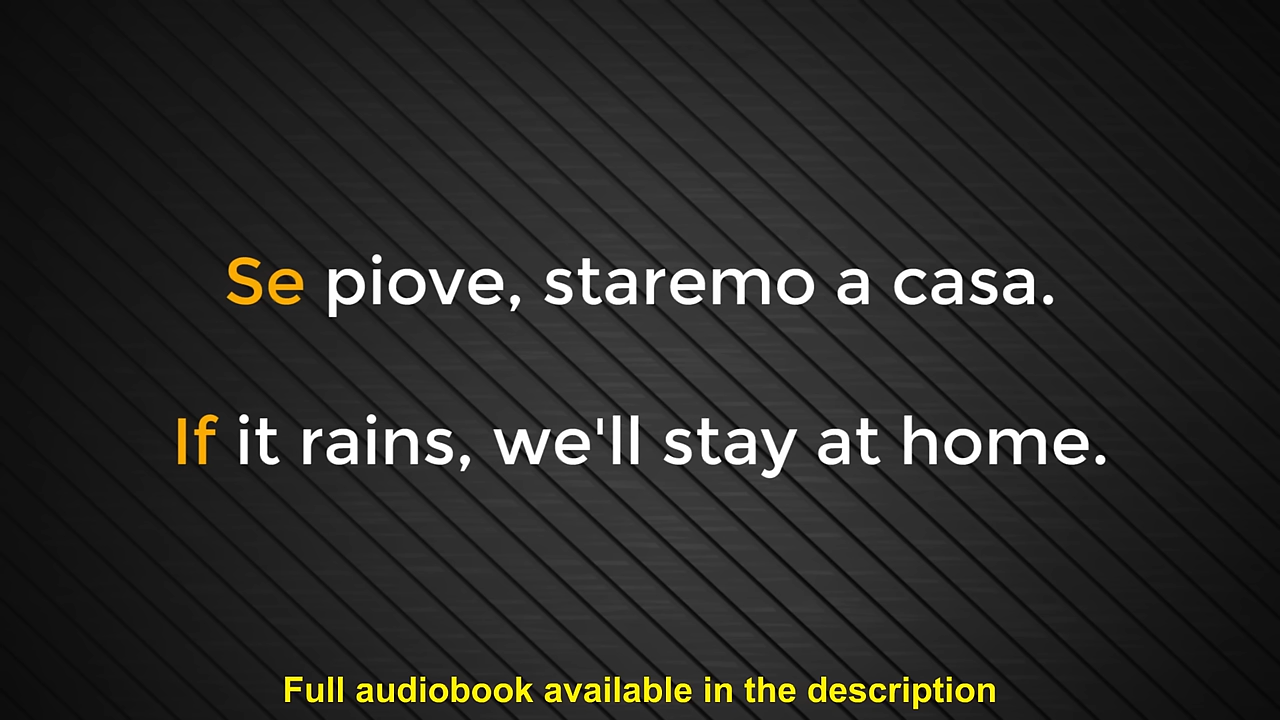 Se piove, staremo a casa.
If it rains, we'll stay at home.
Full audiobook available in the description